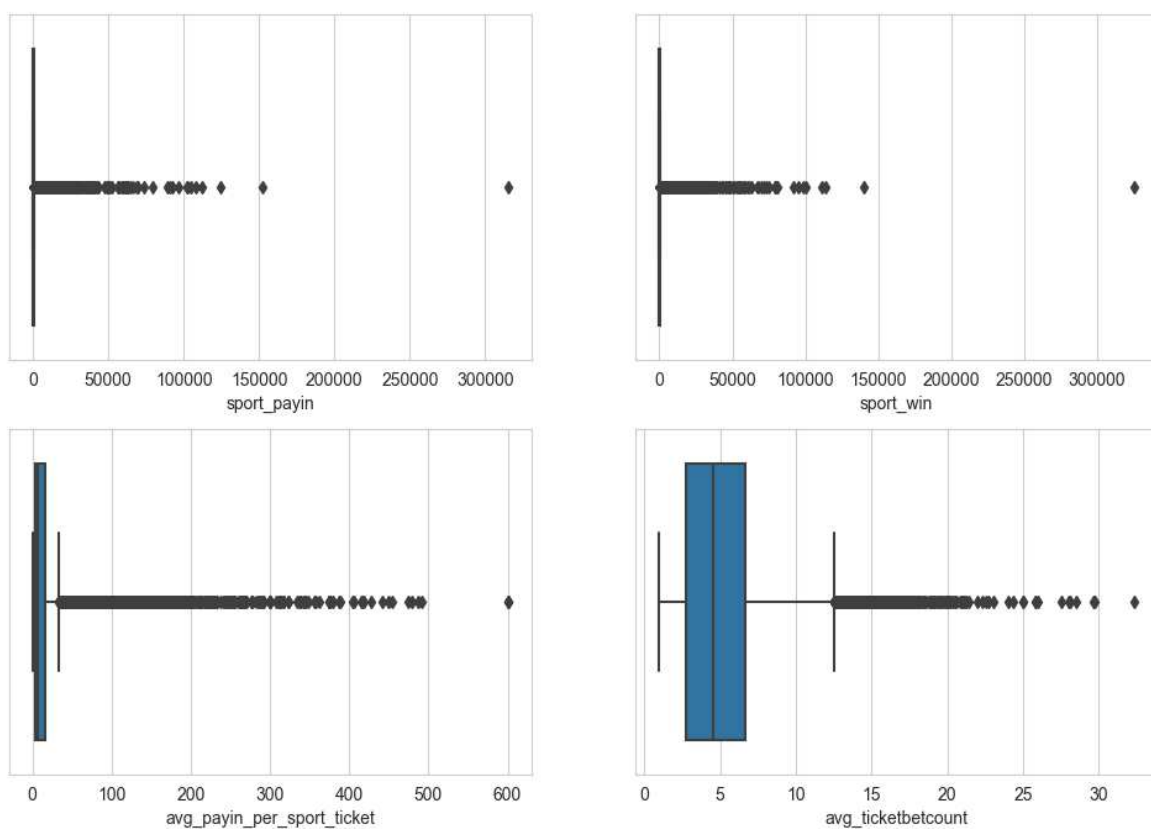 0 50000 100000 150000 200000 250000 300000
sport_payin
0 50000 100000 150000 200000 250000 300000
sport_win
0 100 200 300 400 500 600
avg_payin_per_sport_ticket
0 5 10 15 20 25 30
avg_ticketbetcount